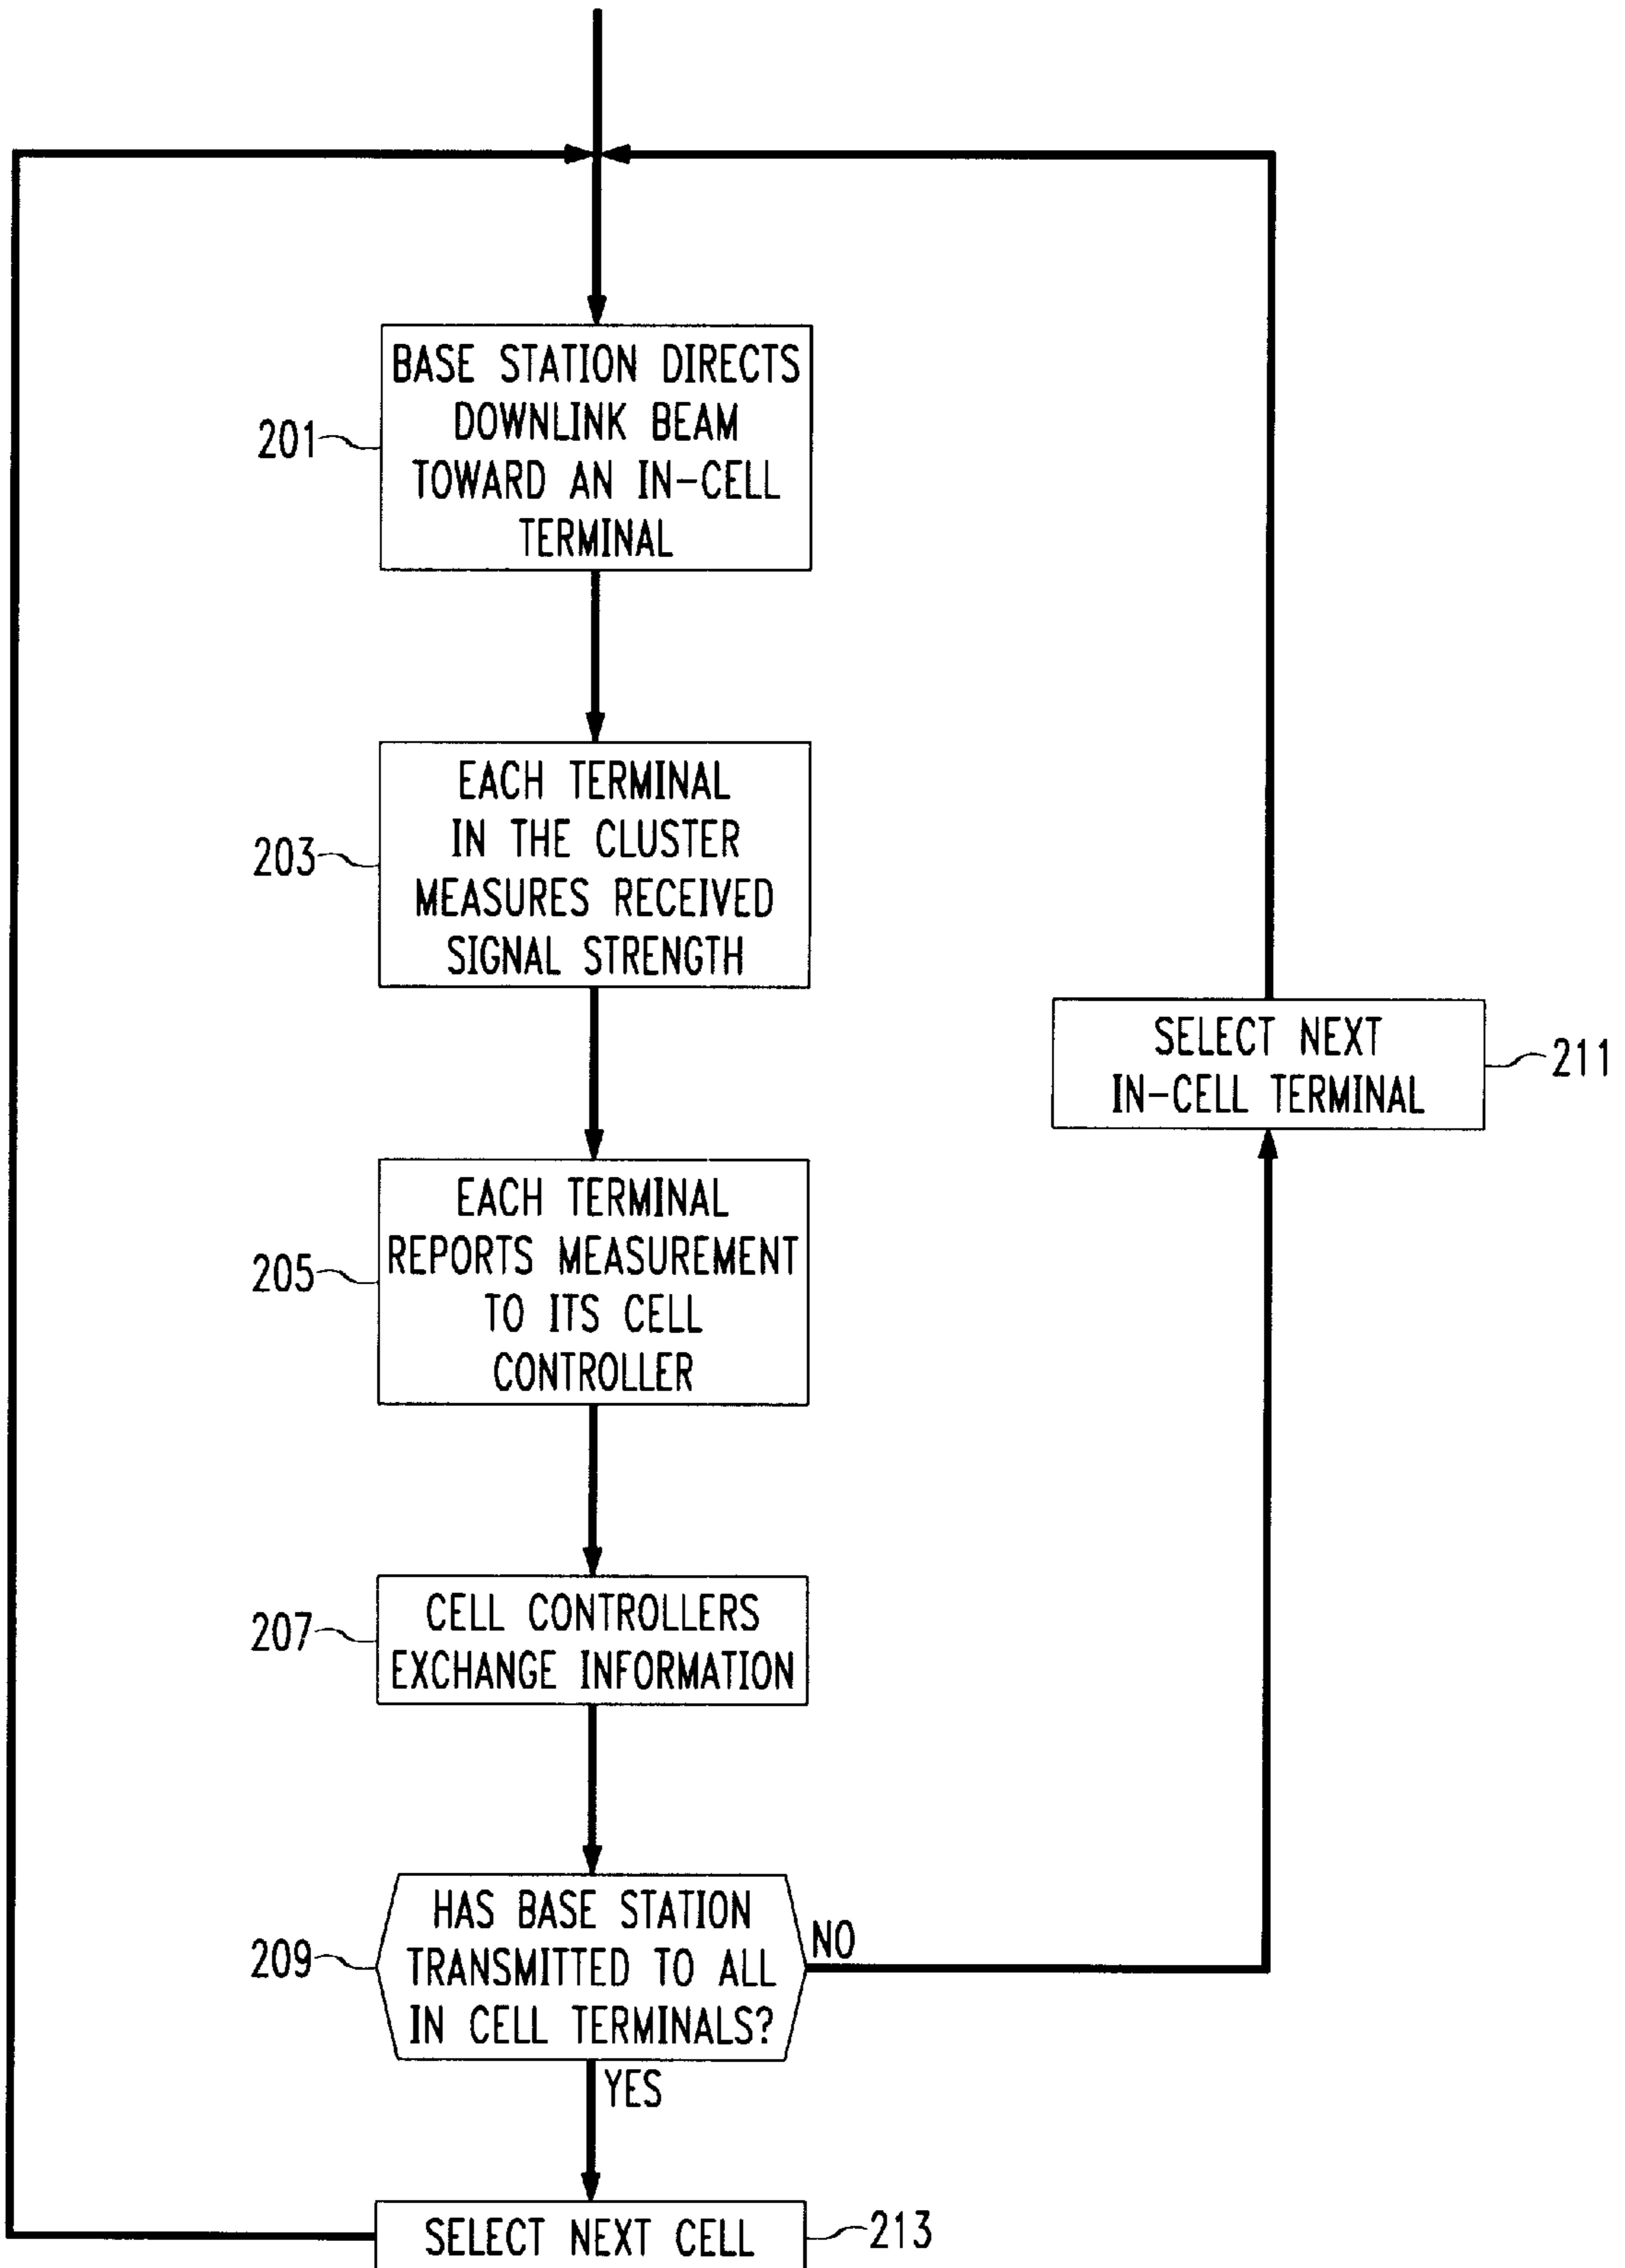 BASE STATION DIRECTS
DOWNLINK BEAM
TOWARD AN IN-CELL
TERMINAL
201
EACH TERMINAL
IN THE CLUSTER
MEASURES RECEIVED
SIGNAL STRENGTH
203
SELECT NEXT
IN-CELL TERMINAL
211
EACH TERMINAL
REPORTS MEASUREMENT
TO ITS CELL
CONTROLLER
205
CELL CONTROLLERS
EXCHANGE INFORMATION
207
HAS BASE STATION
TRANSMITTED TO ALL
IN CELL TERMINALS?
209
NO
YES
SELECT NEXT CELL
213